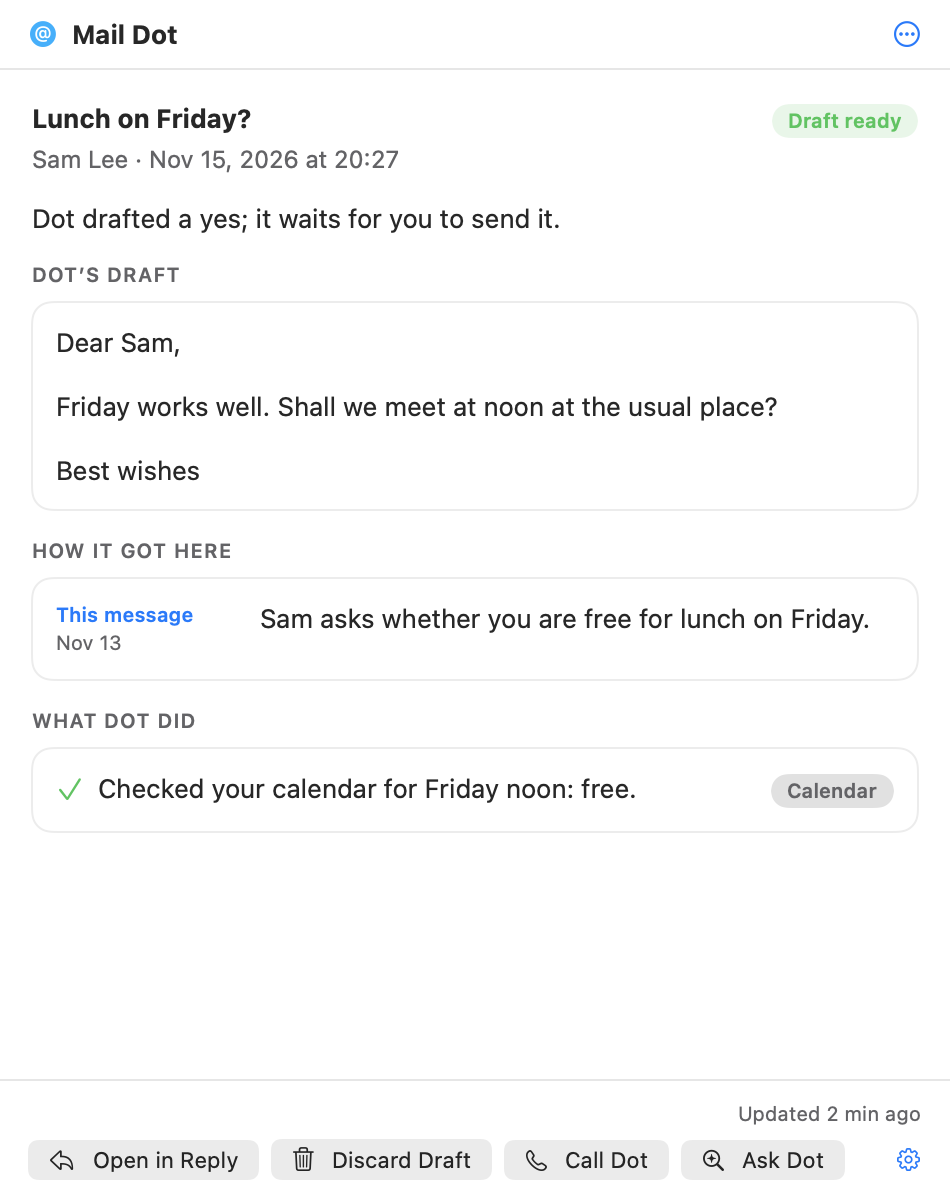 @ Mail Dot
Lunch on Friday?
Draft ready
Sam Lee · Nov 15, 2026 at 20:27
Dot drafted a yes; it waits for you to send it.
DOT’S DRAFT
Dear Sam,
Friday works well. Shall we meet at noon at the usual place?
Best wishes
HOW IT GOT HERE
This message
Nov 13
Sam asks whether you are free for lunch on Friday.
WHAT DOT DID
Checked your calendar for Friday noon: free.
Calendar
Updated 2 min ago
Open in Reply
Discard Draft
Call Dot
Ask Dot